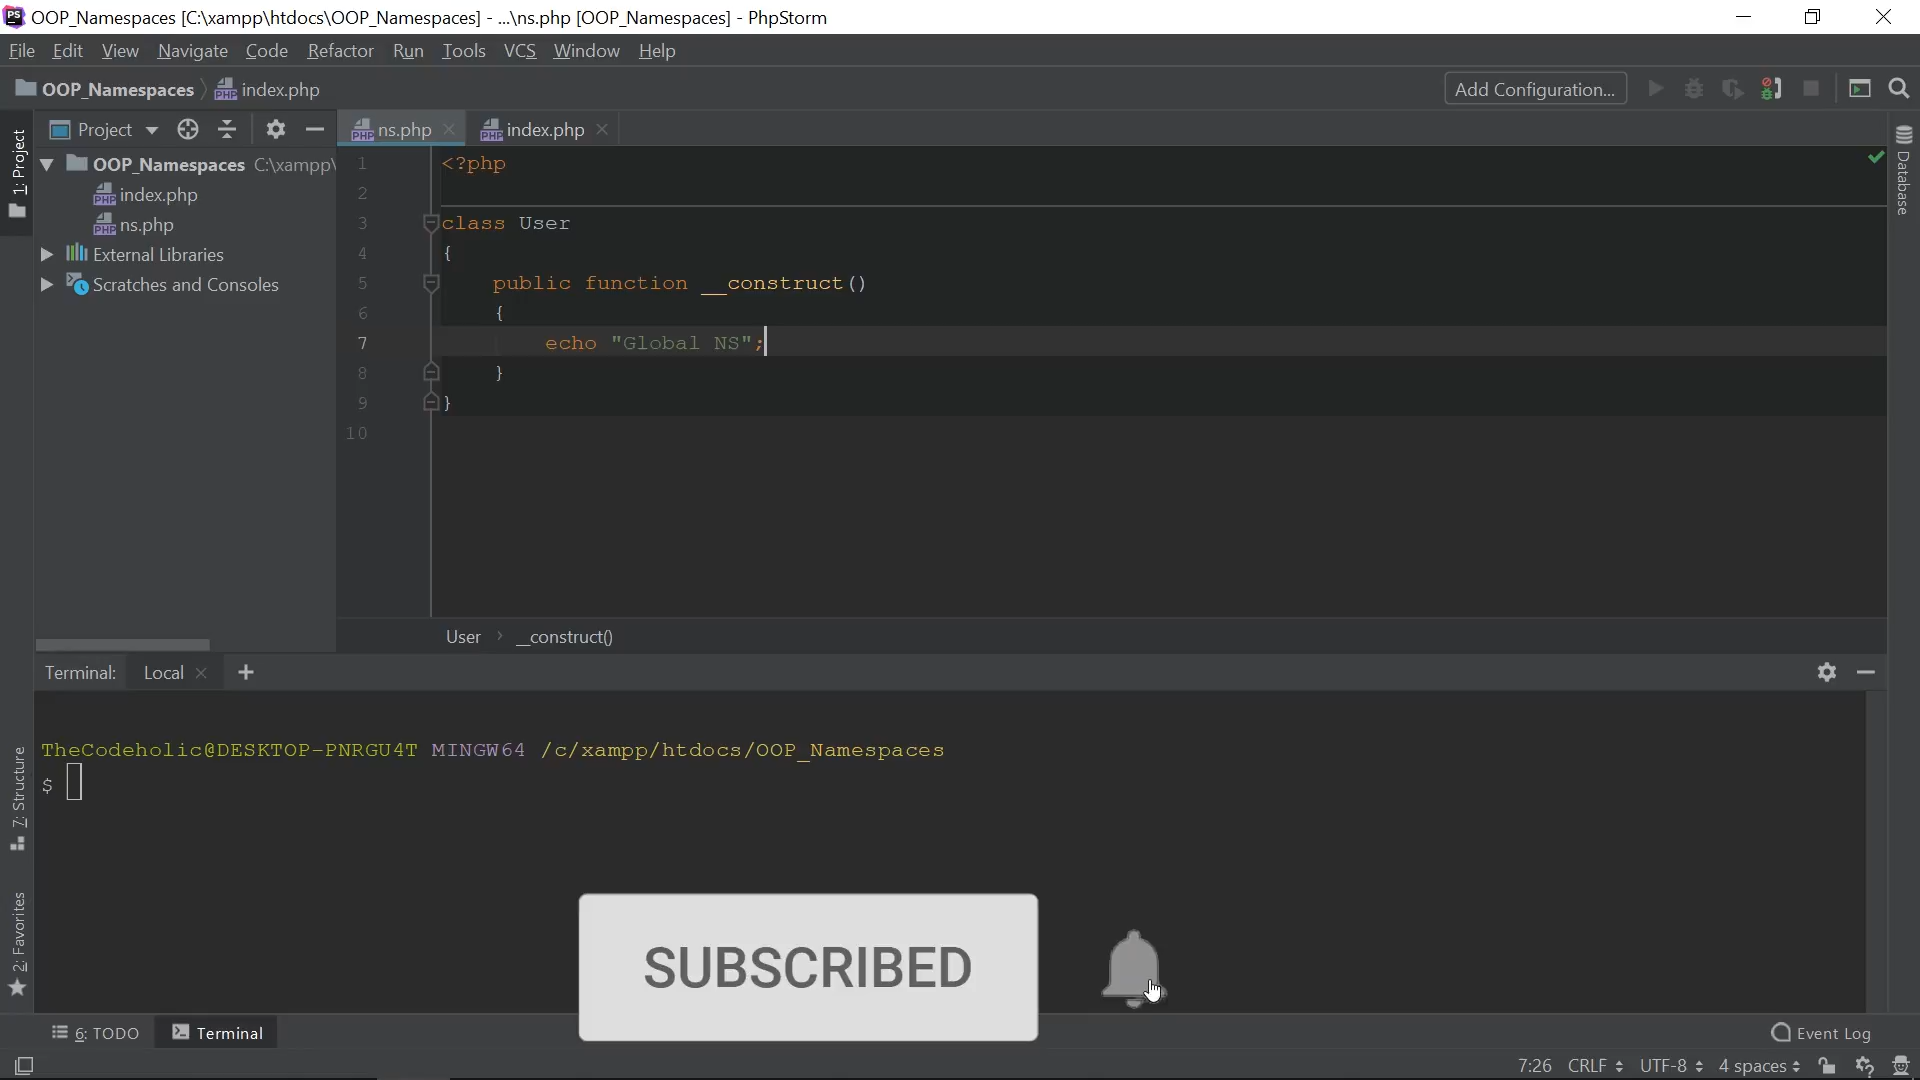 OOP_Namespaces [C:\xampp\htdocs\OOP_Namespaces] - ...\ns.php [OOP_Namespaces] - PhpStorm
File Edit View Navigate Code Refactor Run Tools VCS Window Help
OOP_Namespaces index.php Add Configuration...
1: Project
Project
ns.php index.php
OOP_Namespaces C:\xampp\
index.php
ns.php
External Libraries
Scratches and Consoles
1 <?php
2
3 class User
4 {
5 public function __construct()
6 {
7 echo "Global NS";
8 }
9 }
10
User › __construct()
Database
Terminal: Local +
TheCodeholic@DESKTOP-PNRGU4T MINGW64 /c/xampp/htdocs/OOP_Namespaces
$
7: Structure
2: Favorites
SUBSCRIBED
6: TODO Terminal Event Log
7:26 CRLF UTF-8 4 spaces